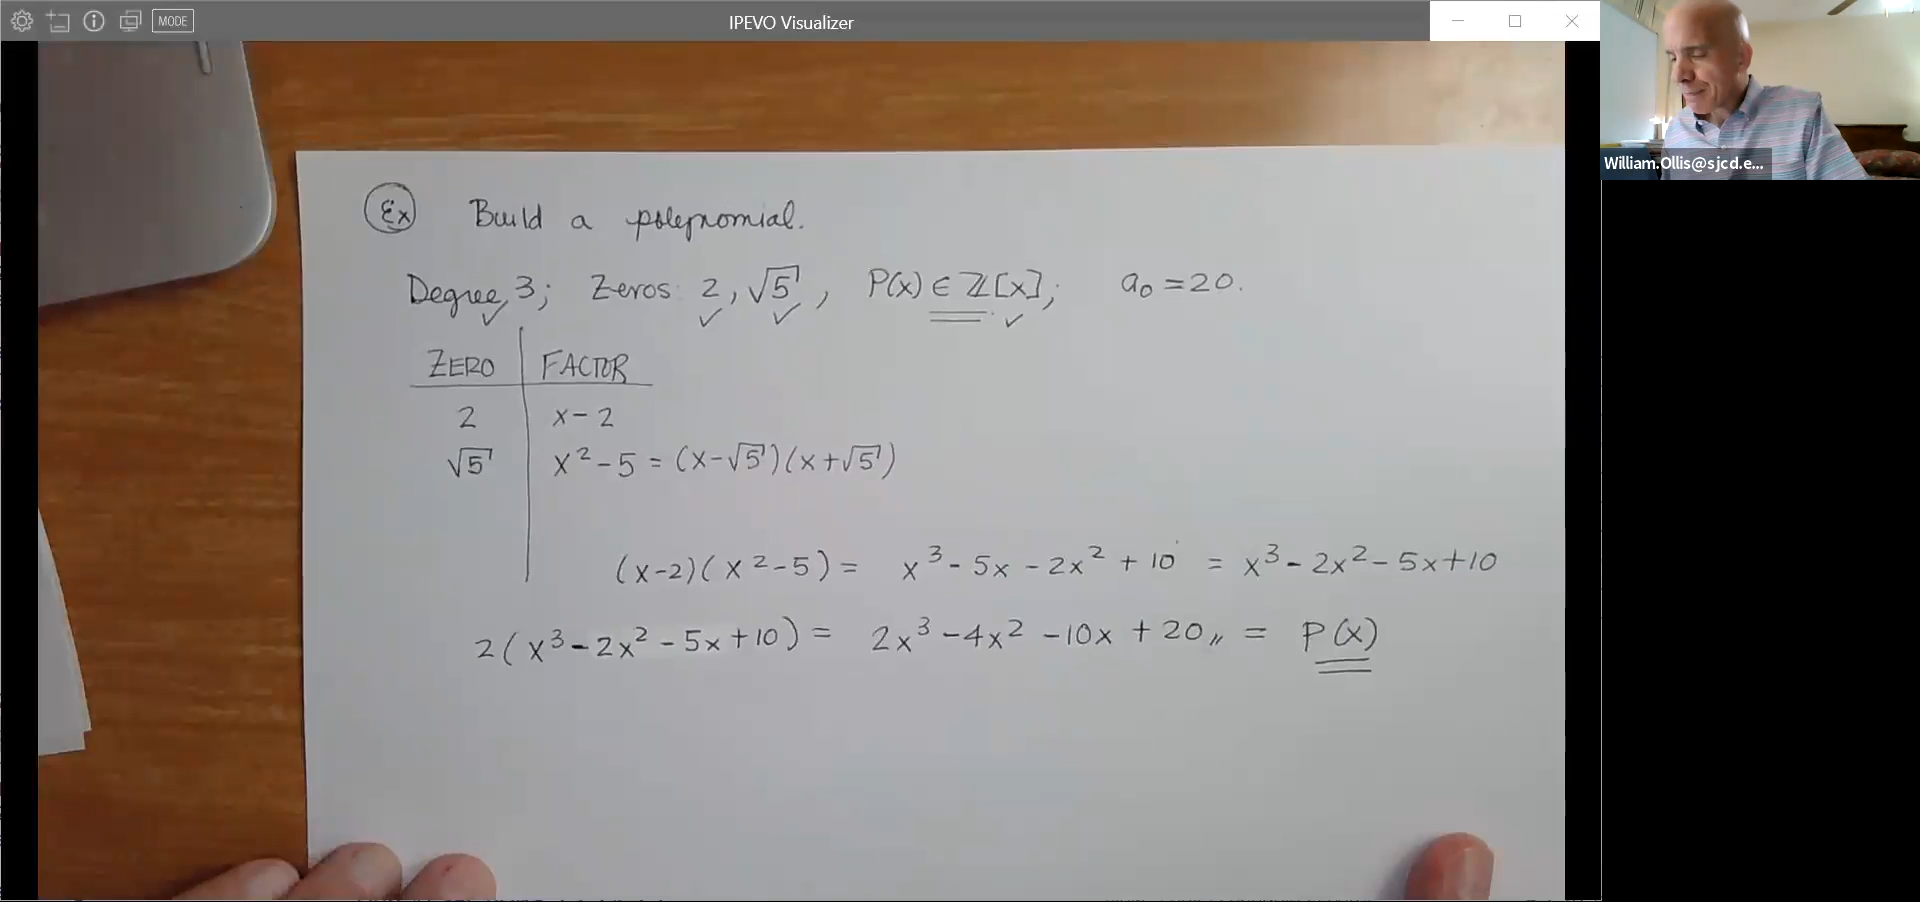 MODE
IPEVO Visualizer
William.Ollis@sjcd.e...
Ex Build a polynomial.
Degree 3; Zeros: 2, √5, P(x) ∈ ℤ[x]; a₀ = 20.
ZERO FACTOR
2 x - 2
√5 x² - 5 = (x-√5)(x+√5)
(x-2)(x²-5) = x³ - 5x - 2x² + 10 = x³ - 2x² - 5x + 10
2(x³ - 2x² - 5x + 10) = 2x³ - 4x² - 10x + 20 = P(x)